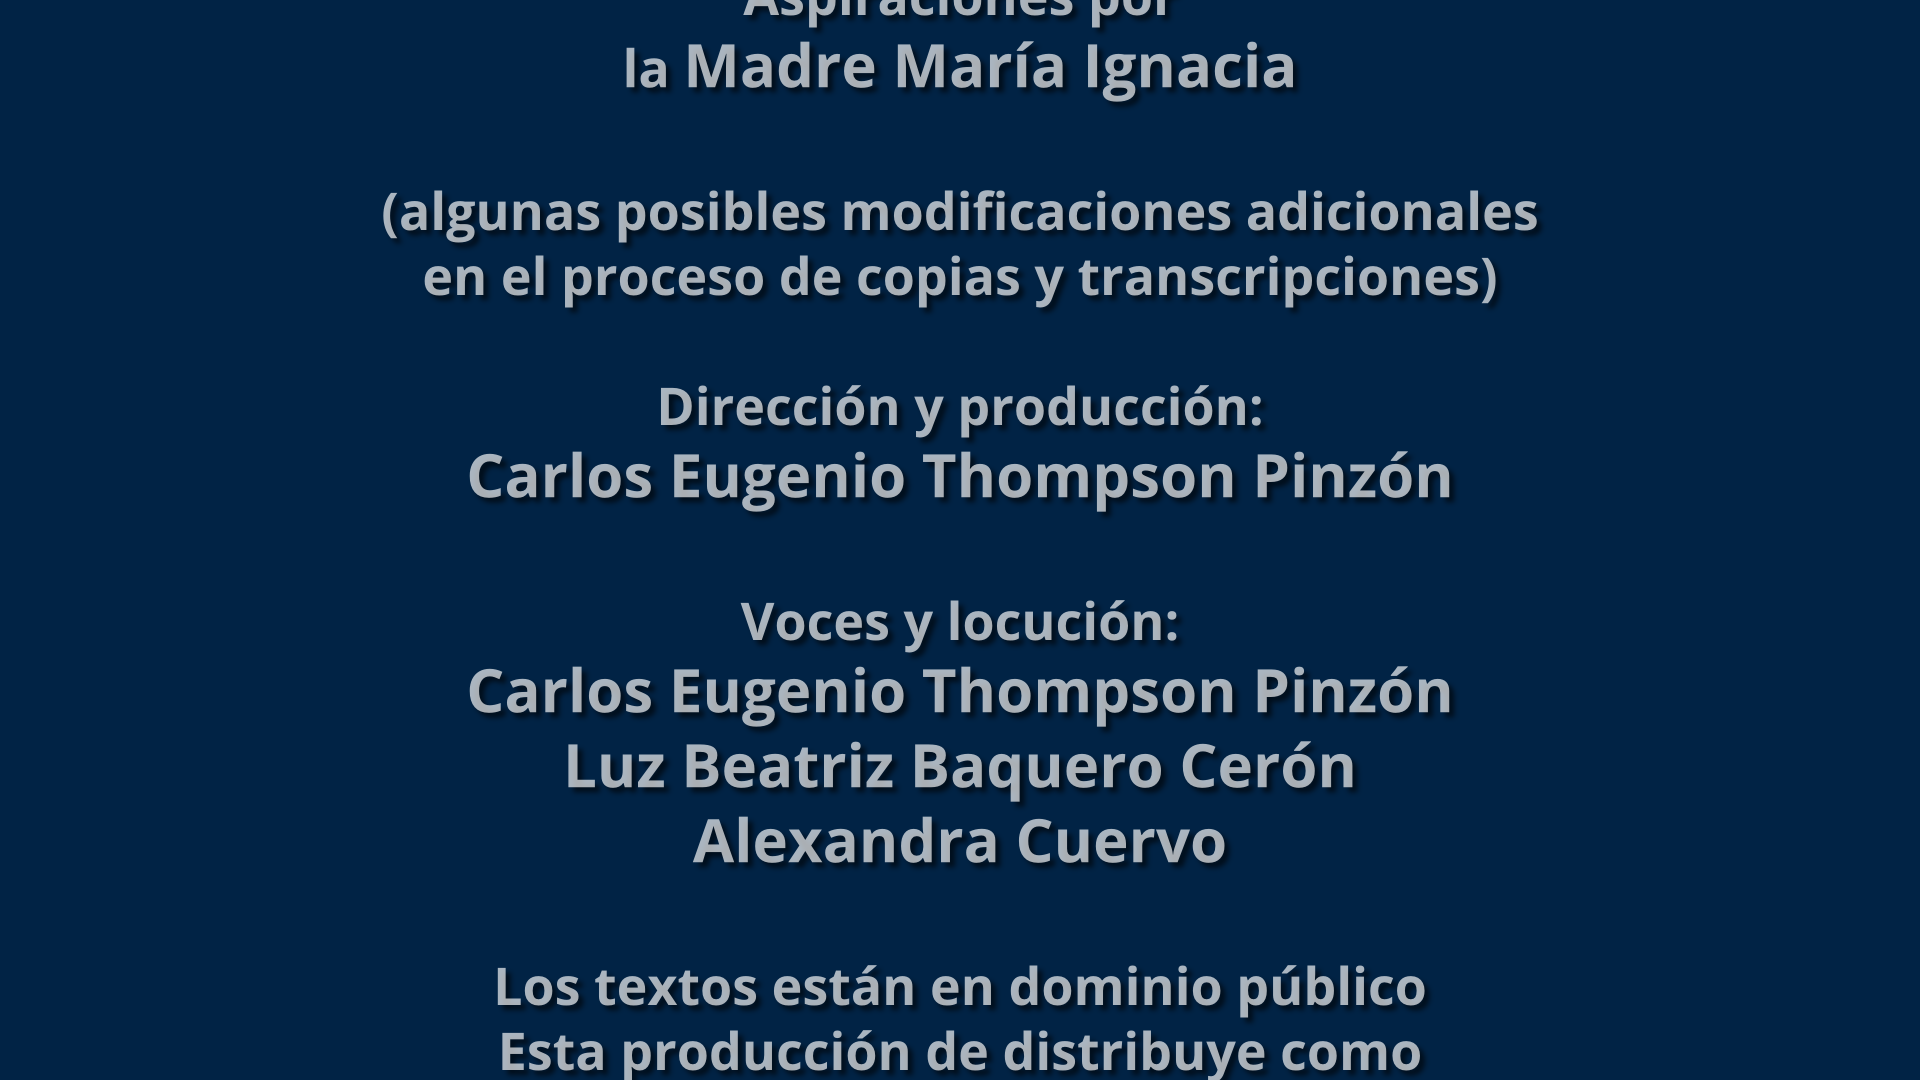 Aspiraciones por
la Madre María Ignacia
(algunas posibles modificaciones adicionales
en el proceso de copias y transcripciones)
Dirección y producción:
Carlos Eugenio Thompson Pinzón
Voces y locución:
Carlos Eugenio Thompson Pinzón
Luz Beatriz Baquero Cerón
Alexandra Cuervo
Los textos están en dominio público
Esta producción de distribuye como